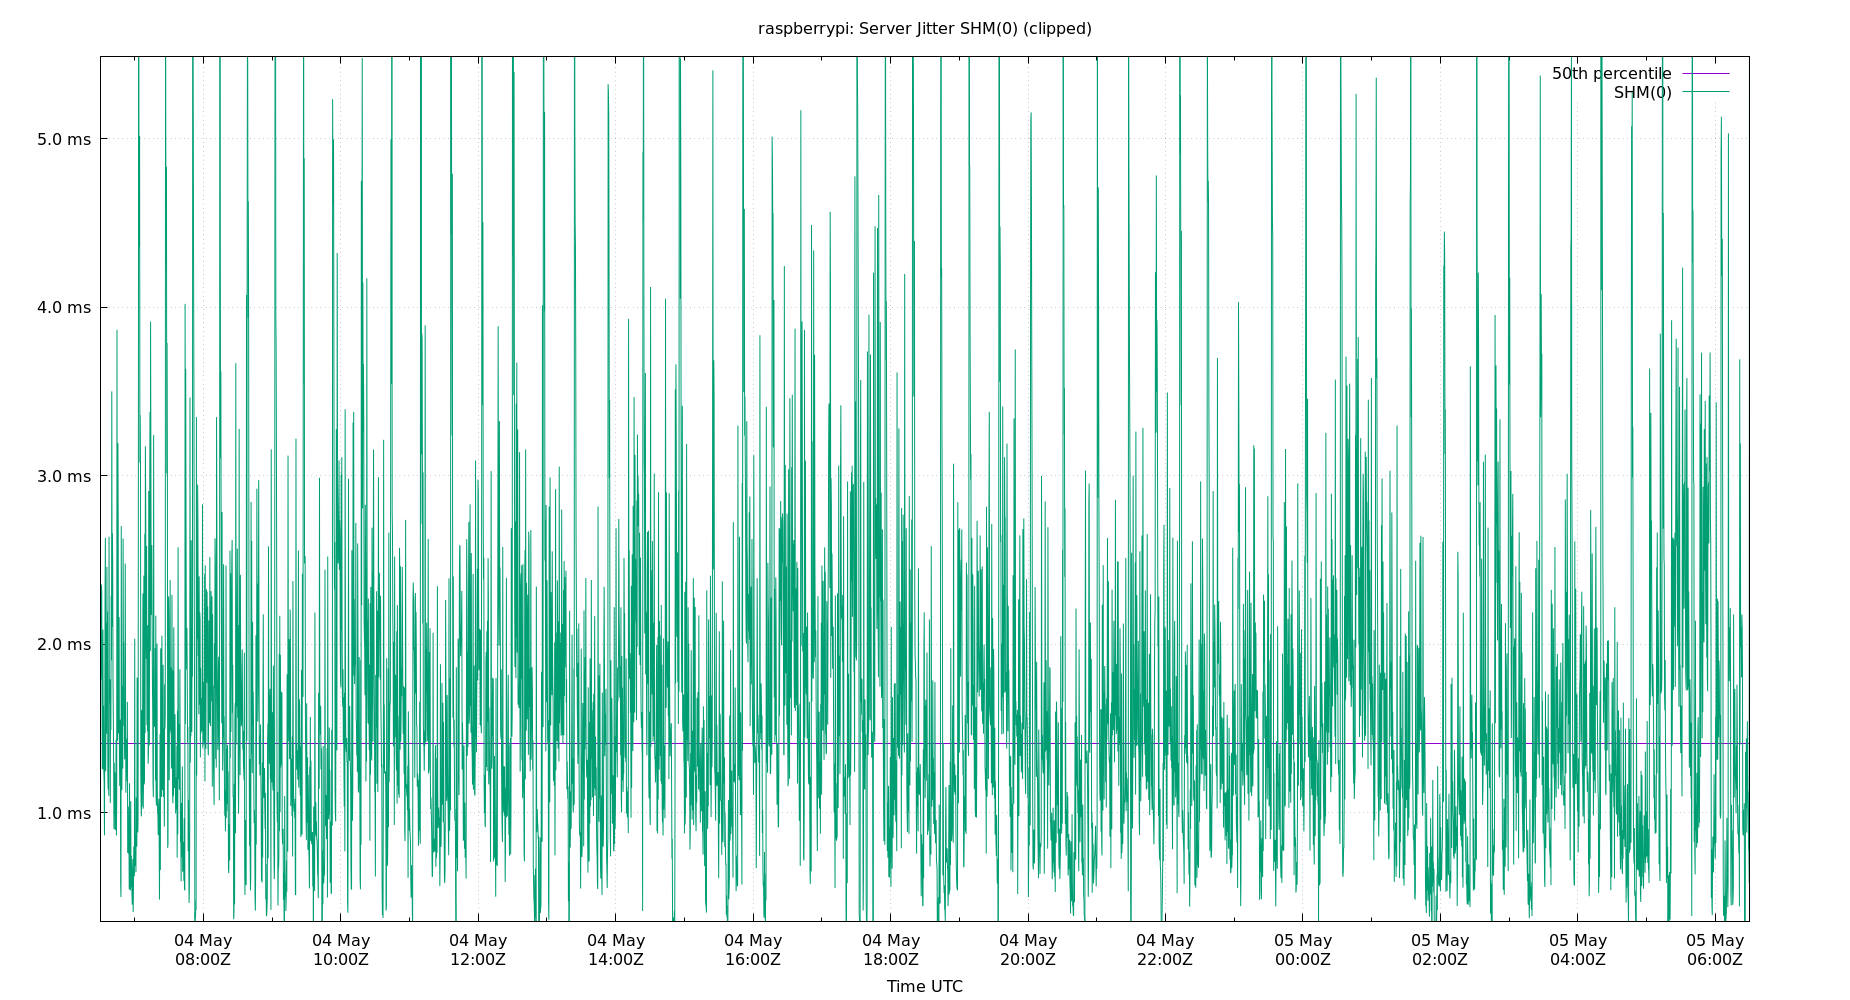 raspberrypi: Server Jitter SHM(0) (clipped)
50th percentile
SHM(0)
5.0 ms
4.0 ms
3.0 ms
2.0 ms
1.0 ms
04 May 04 May 04 May 04 May 04 May 04 May 04 May 04 May 05 May 05 May 05 May 05 May
08:00Z 10:00Z 12:00Z 14:00Z 16:00Z 18:00Z 20:00Z 22:00Z 00:00Z 02:00Z 04:00Z 06:00Z
Time UTC